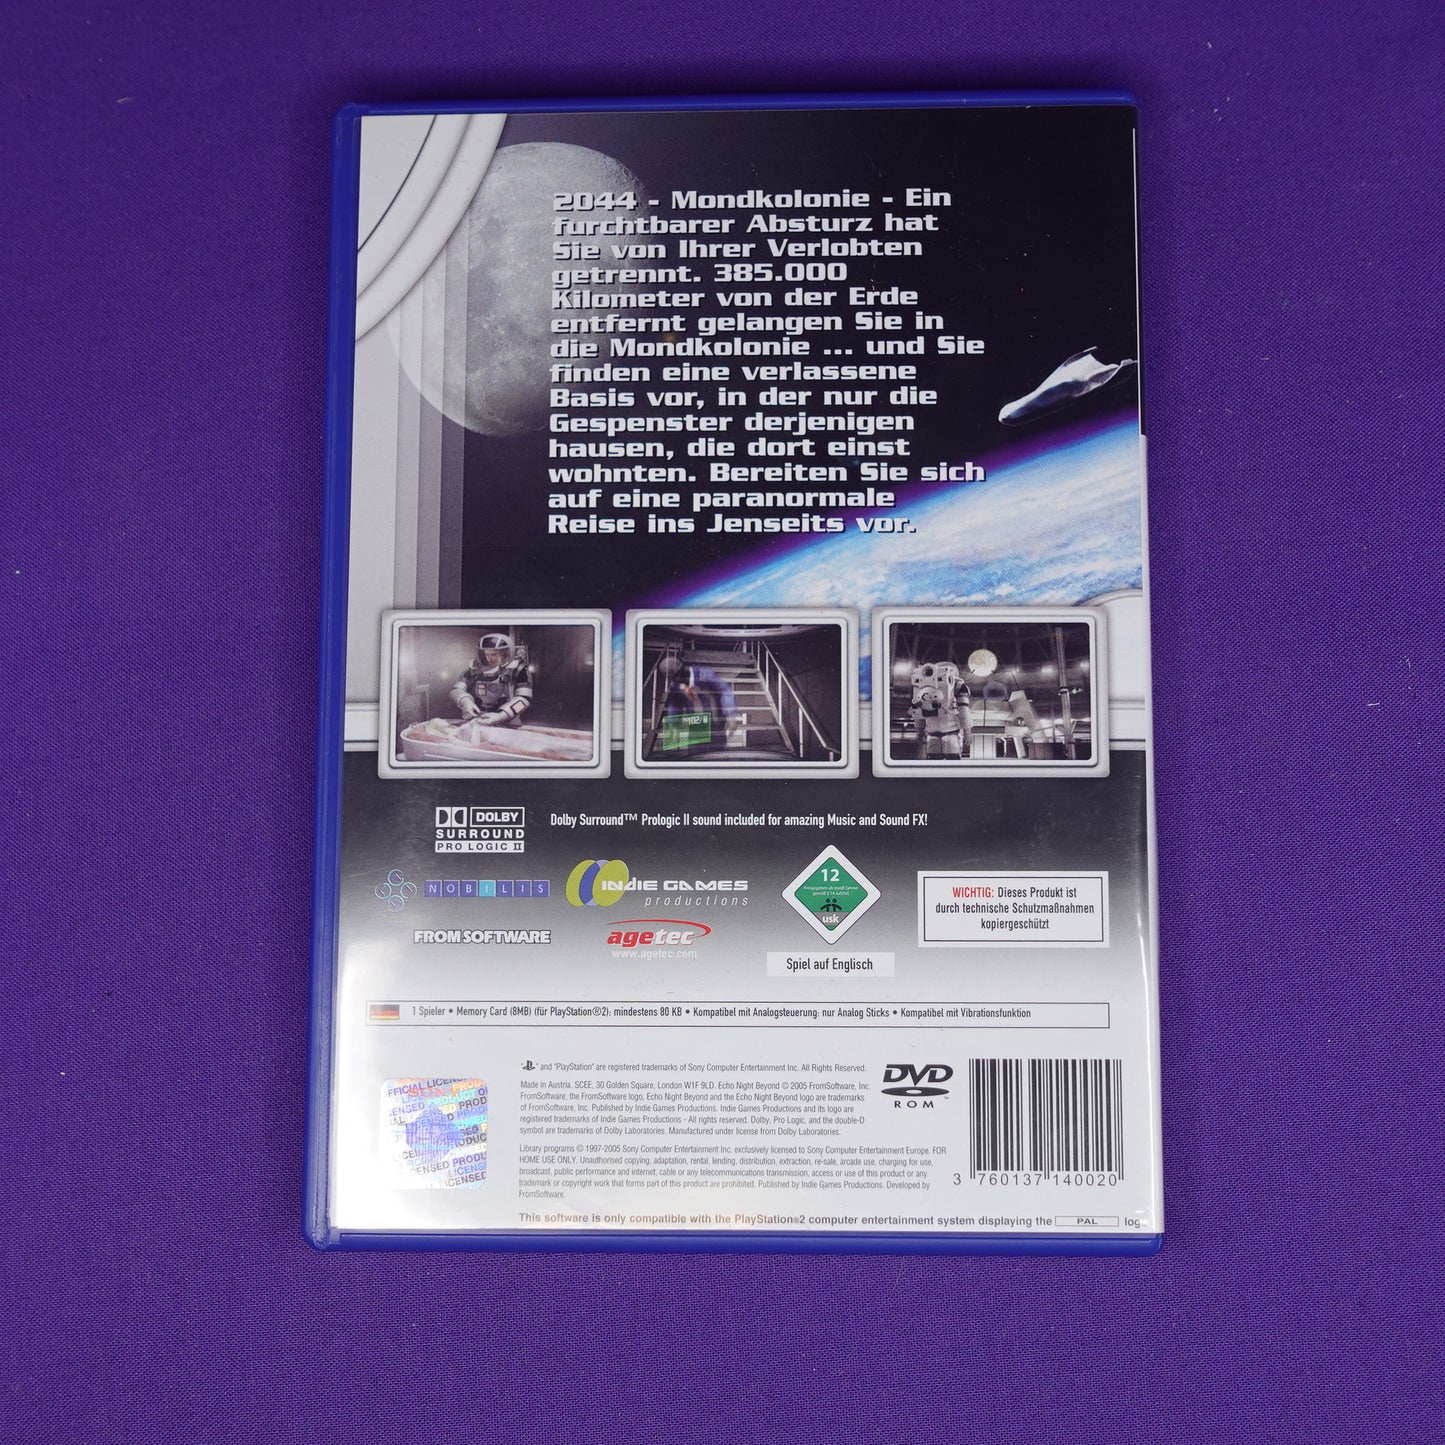 2044 - Mondkolonie - Ein
furchtbarer Absturz hat
Sie von Ihrer Verlobten
getrennt. 385.000
Kilometer von der Erde
entfernt gelangen Sie in
die Mondkolonie ... und Sie
finden eine verlassene
Basis vor, in der nur die
Gespenster derjenigen
hausen, die dort einst
wohnten. Bereiten Sie sich
auf eine paranormale
Reise ins Jenseits vor.
DOLBY
SURROUND
PRO LOGIC II
Dolby Surround™ Prologic II sound included for amazing Music and Sound FX!
NOBILIS
INDIE GAMES
productions
FROMSOFTWARE
agetec
www.agetec.com
12
Freigegeben ab zwölf Jahren
gemäß § 14 JuSchG
usk
Spiel auf Englisch
WICHTIG: Dieses Produkt ist
durch technische Schutzmaßnahmen
kopiergeschützt
1 Spieler • Memory Card (8MB) (für PlayStation®2): mindestens 80 KB • Kompatibel mit Analogsteuerung: nur Analog Sticks • Kompatibel mit Vibrationsfunktion
" " and "PlayStation" are registered trademarks of Sony Computer Entertainment Inc. All Rights Reserved.
Made in Austria. SCEE, 30 Golden Square, London W1F 9LD. Echo Night Beyond © 2005 FromSoftware, Inc.
FromSoftware, the FromSoftware logo, Echo Night Beyond and the Echo Night Beyond logo are trademarks
of FromSoftware, Inc. Published by Indie Games Productions. Indie Games Productions and its logo are
registered trademarks of Indie Games Productions - All rights reserved. Dolby, Pro Logic, and the double-D
symbol are trademarks of Dolby Laboratories. Manufactured under license from Dolby Laboratories.
Library programs © 1997-2005 Sony Computer Entertainment Inc. exclusively licensed to Sony Computer Entertainment Europe. FOR
HOME USE ONLY. Unauthorised copying, adaptation, rental, lending, distribution, extraction, re-sale, arcade use, charging for use,
broadcast, public performance and internet, cable or any telecommunications transmission, access or use of this product or any
trademark or copyright work that forms part of this product are prohibited. Published by Indie Games Productions. Developed by
FromSoftware.
This software is only compatible with the PlayStation®2 computer entertainment system displaying the PAL logo
DVD
ROM
3 760137 140020